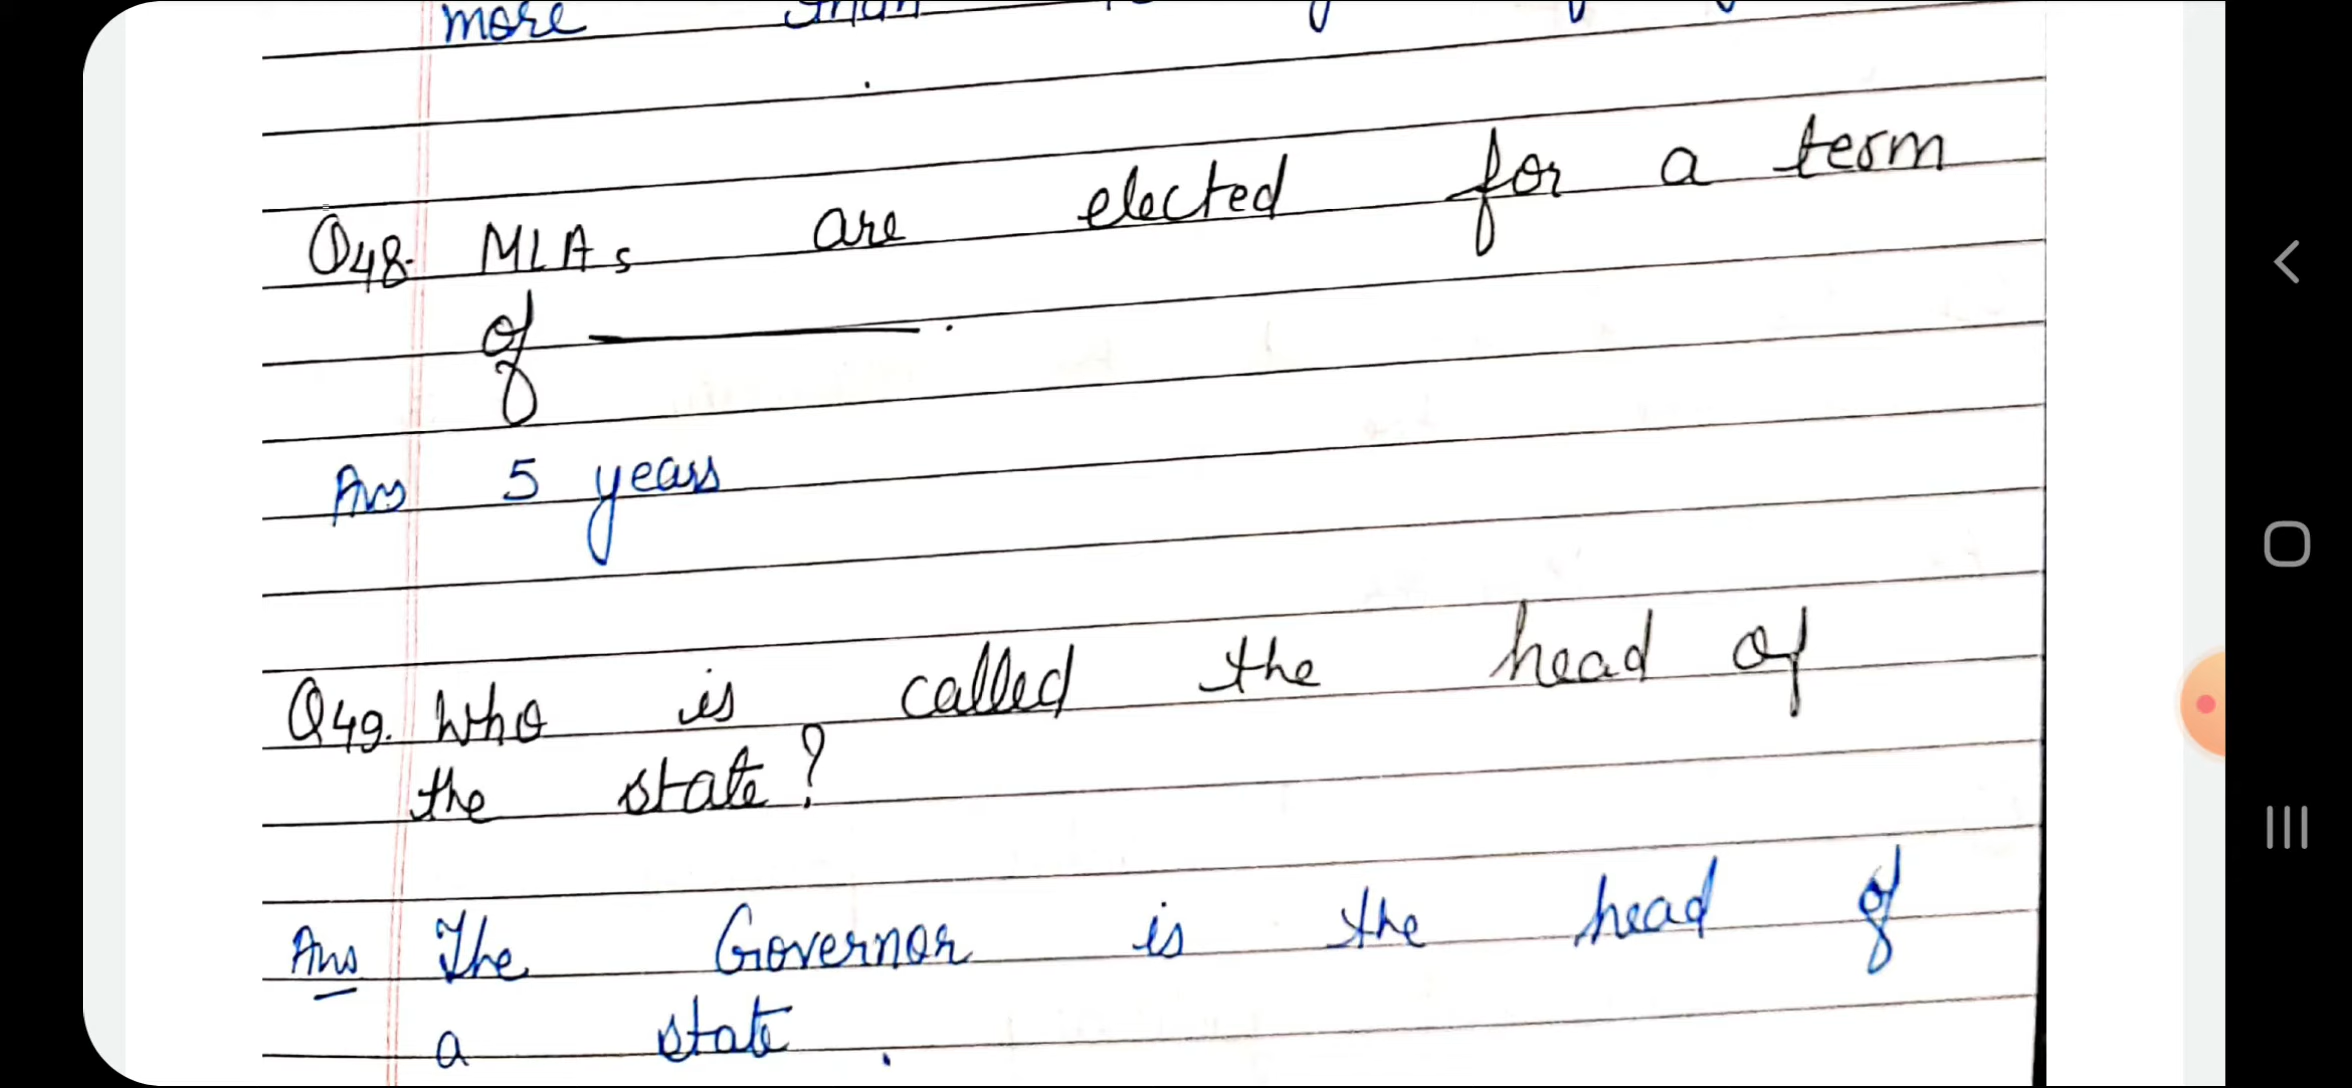 more than
Q48. MLAs are elected for a term
of ______.
Ans 5 years
Q49. Who is called the head of
the state?
Ans The Governor is the head of
a state.